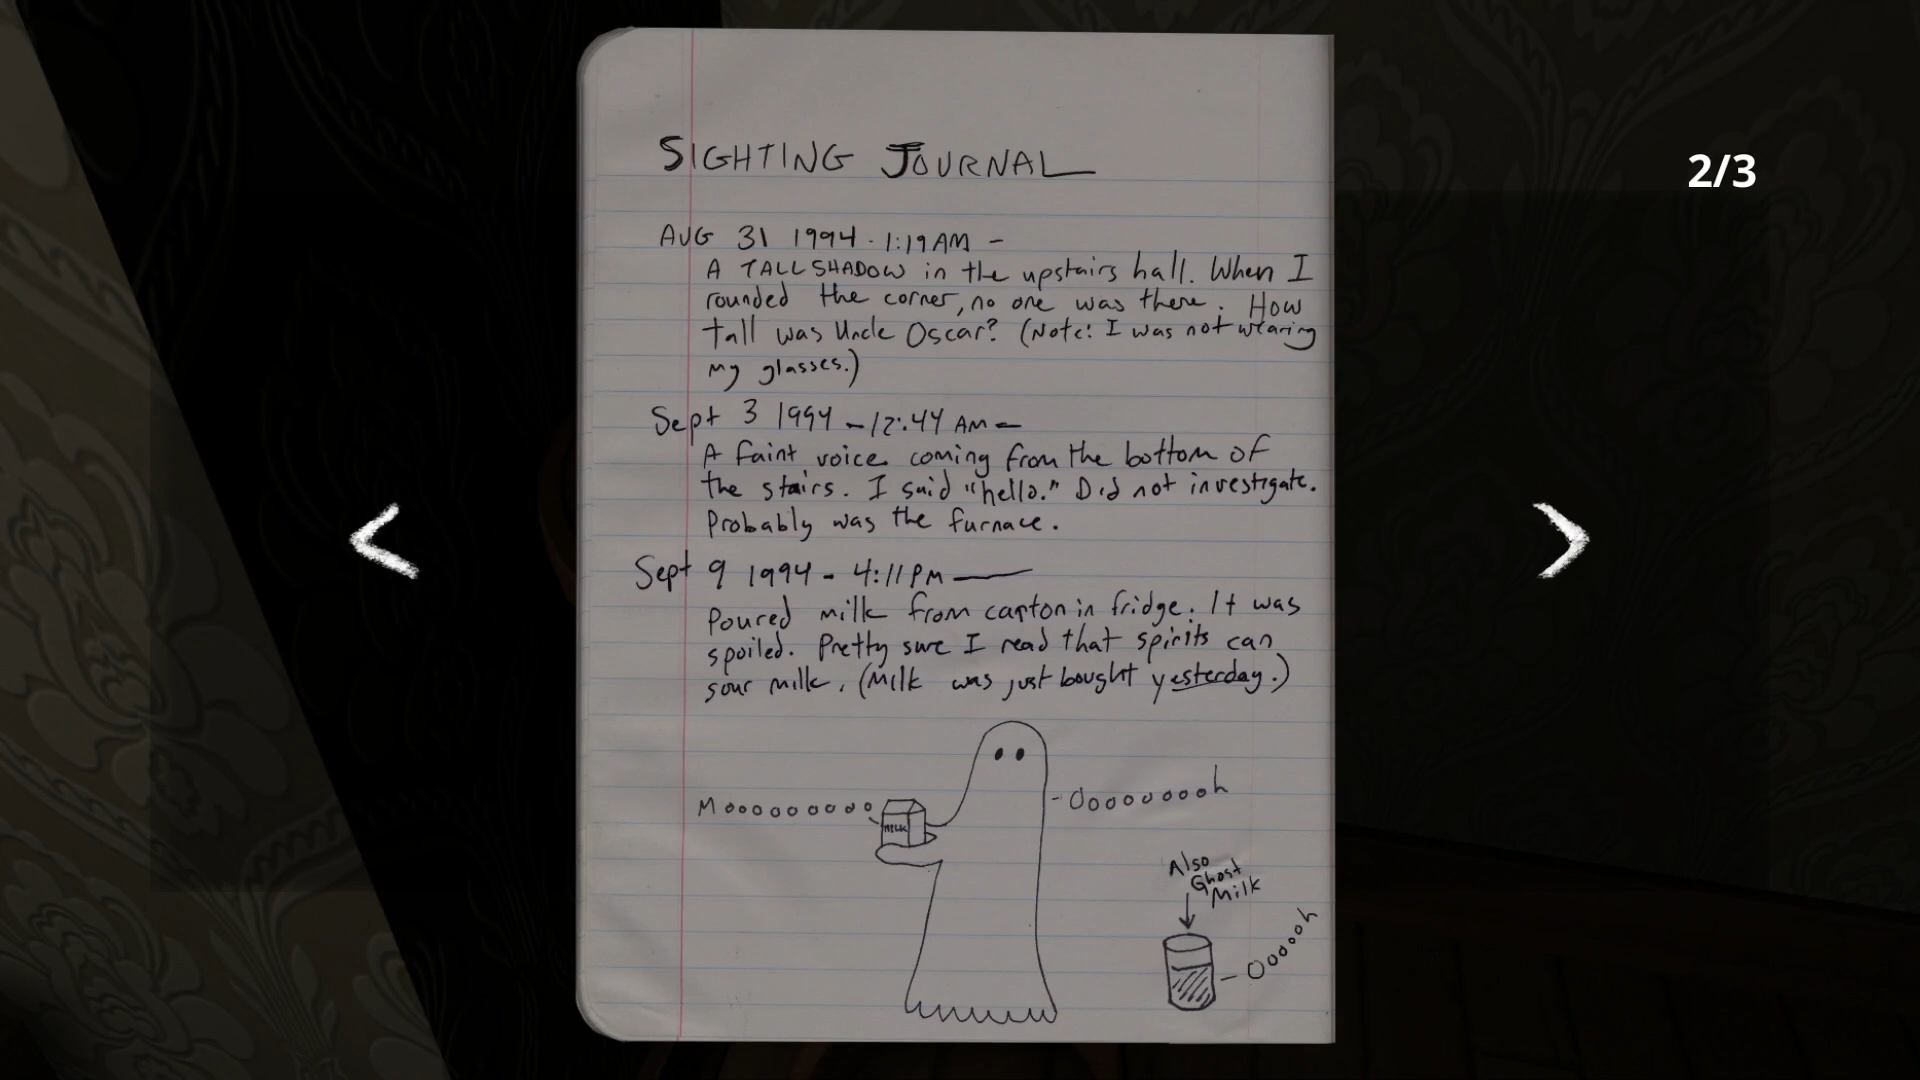 SIGHTING JOURNAL
2/3
AUG 31 1994 - 1:19 AM -
A TALL SHADOW in the upstairs hall. When I
rounded the corner, no one was there. How
tall was Uncle Oscar? (Note: I was not wearing
my glasses.)
Sept 3 1994 - 12:44 AM -
A faint voice coming from the bottom of
the stairs. I said "hello." Did not investigate.
Probably was the furnace.
Sept 9 1994 - 4:11 PM -
Poured milk from carton in fridge. It was
spoiled. Pretty sure I read that spirits can
sour milk. (Milk was just bought yesterday.)
Mooooooooo
MILK
-Ooooooooh
Also
Ghost
Milk
-Ooooooh